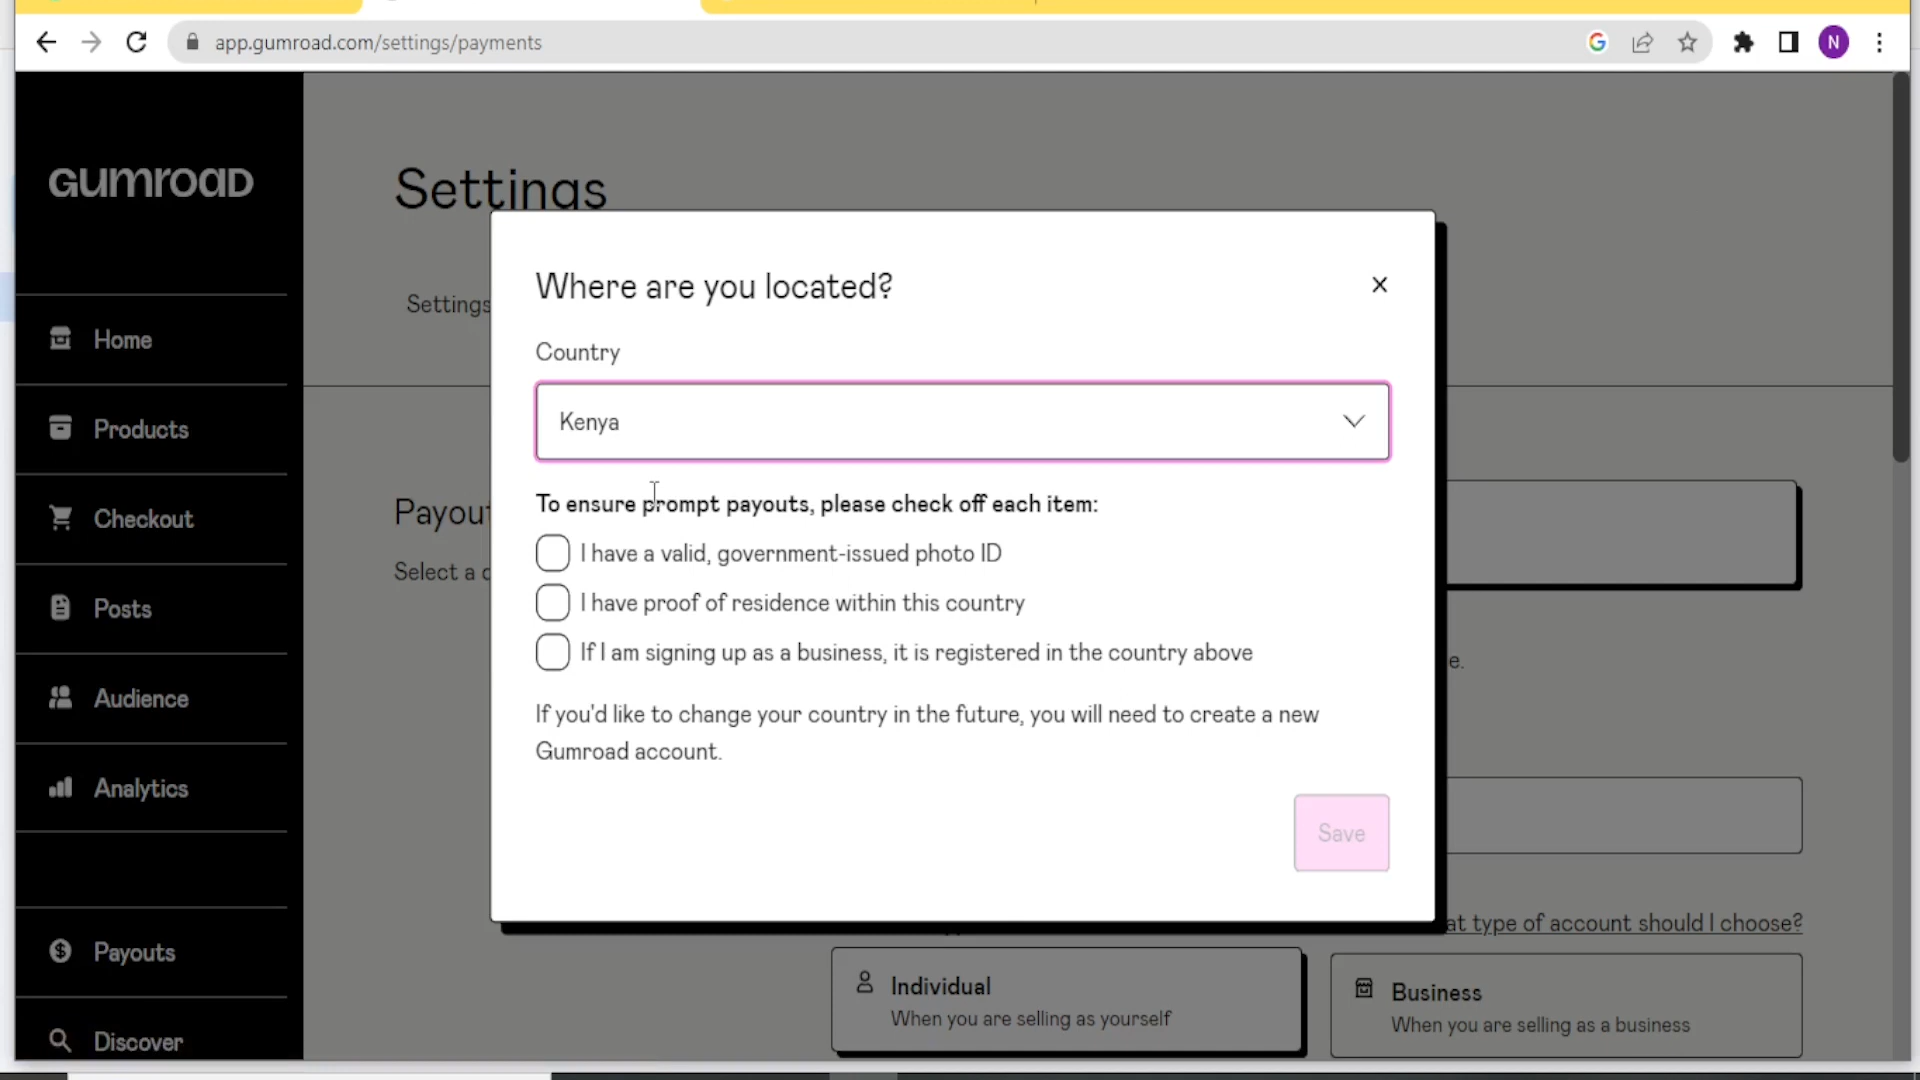 app.gumroad.com/settings/payments
N
GUMROAD
Home
Products
Checkout
Posts
Audience
Analytics
Payouts
Discover
Settings
Settings
Payout
Select a
Where are you located?
Country
Kenya
To ensure prompt payouts, please check off each item:
I have a valid, government-issued photo ID
I have proof of residence within this country
If I am signing up as a business, it is registered in the country above
If you'd like to change your country in the future, you will need to create a new
Gumroad account.
Save
e.
at type of account should I choose?
Individual
When you are selling as yourself
Business
When you are selling as a business